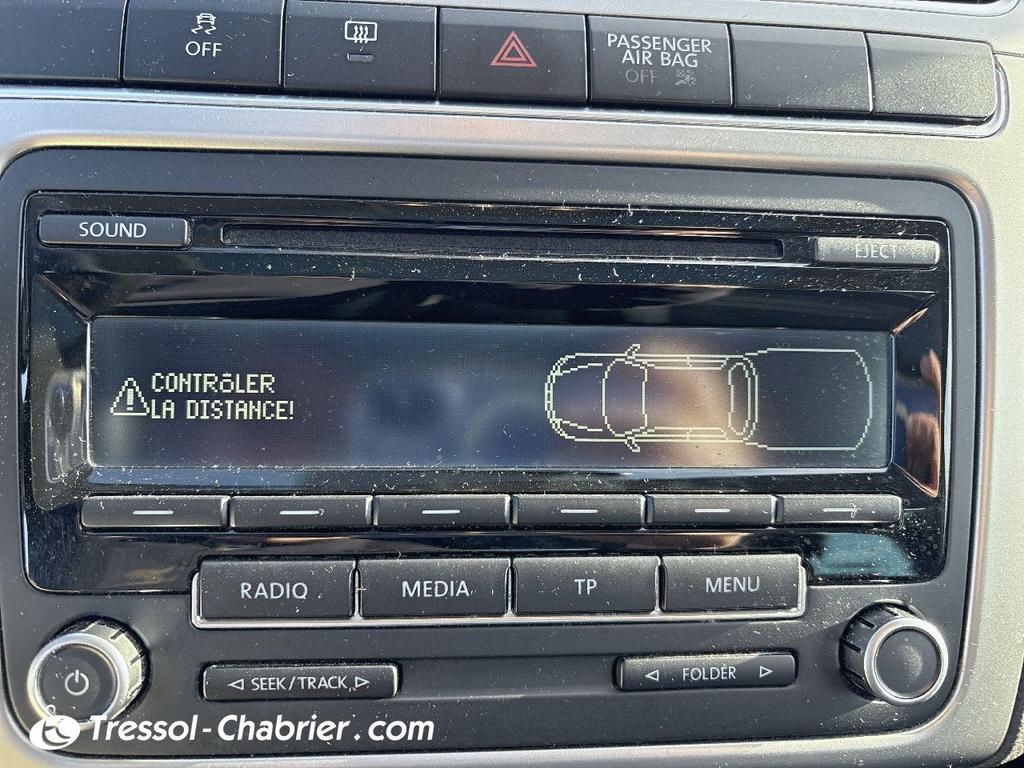 OFF
PASSENGER
AIR BAG
OFF
SOUND
EJECT
CONTRÔLER
LA DISTANCE!
RADIO
MEDIA
TP
MENU
SEEK/TRACK
FOLDER
Tressol-Chabrier.com